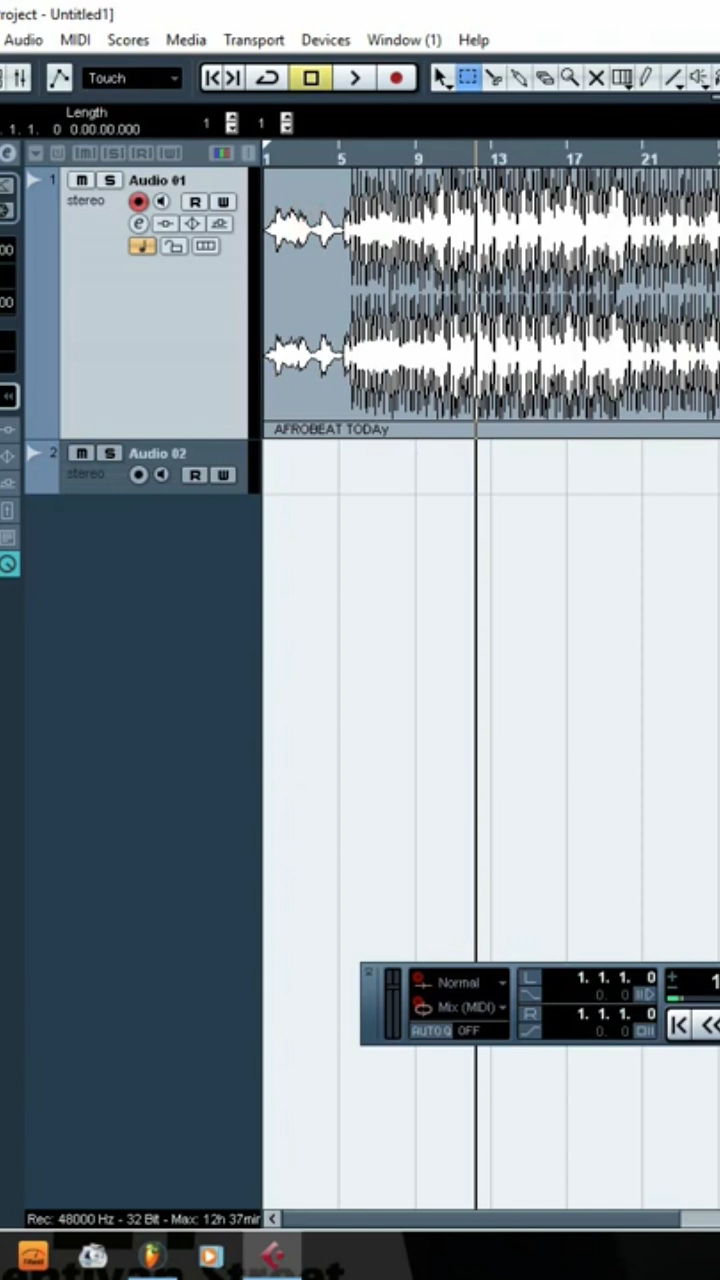 roject - Untitled1]
Audio MIDI Scores Media Transport Devices Window (1) Help
Touch
Length
1. 1. 0 0.00.00.000 1 1
1 5 9 13 17 21
1 m S Audio 01
stereo R W
e
00
00
AFROBEAT TODAy
2 m S Audio 02
stereo R W
Normal L 1. 1. 1. 0
0. 0
Mix (MIDI) R 1. 1. 1. 0
AUTO Q OFF 0. 0
Rec: 48000 Hz - 32 Bit - Max: 12h 37mir